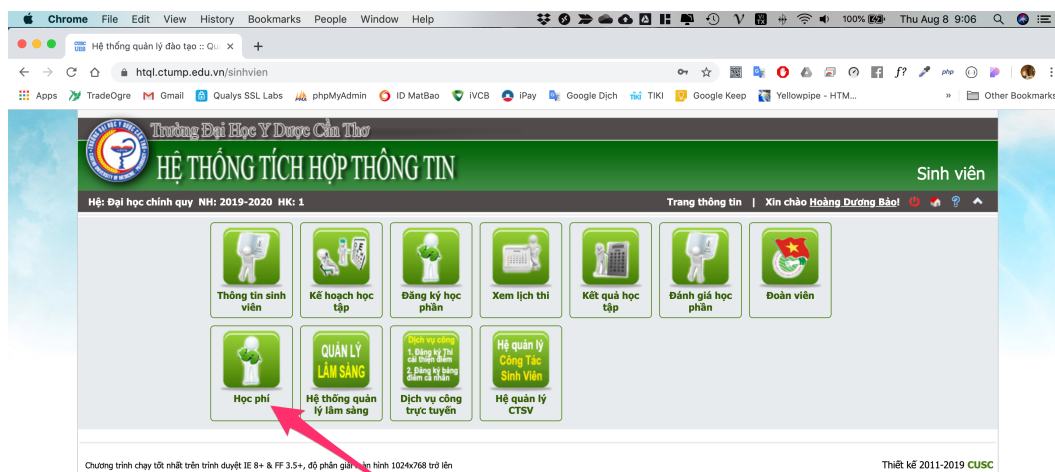 Chrome File Edit View History Bookmarks People Window Help 100% Thu Aug 8 9:06
Hệ thống quản lý đào tạo :: Qu
htql.ctump.edu.vn/sinhvien f? php
Apps TradeOgre Gmail Qualys SSL Labs phpMyAdmin ID MatBao iVCB iPay Google Dịch TIKI Google Keep Yellowpipe - HTM... » Other Bookmarks
Trường Đại Học Y Dược Cần Thơ
HỆ THỐNG TÍCH HỢP THÔNG TIN
Sinh viên
Hệ: Đại học chính quy NH: 2019-2020 HK: 1 Trang thông tin | Xin chào Hoàng Dương Bảo!
Thông tin sinh viên
Kế hoạch học tập
Đăng ký học phần
Xem lịch thi
Kết quả học tập
Đánh giá học phần
Đoàn viên
Học phí
QUẢN LÝ
LÂM SÀNG
Hệ thống quản lý lâm sàng
Dịch vụ công
1. Đăng ký Thi
cải thiện điểm
2. Đăng ký bảng
điểm cá nhân
Dịch vụ công trực tuyến
Hệ quản lý
Công Tác
Sinh Viên
Hệ quản lý CTSV
Chương trình chạy tốt nhất trên trình duyệt IE 8+ & FF 3.5+, độ phân giải màn hình 1024x768 trở lên
Thiết kế 2011-2019 CUSC